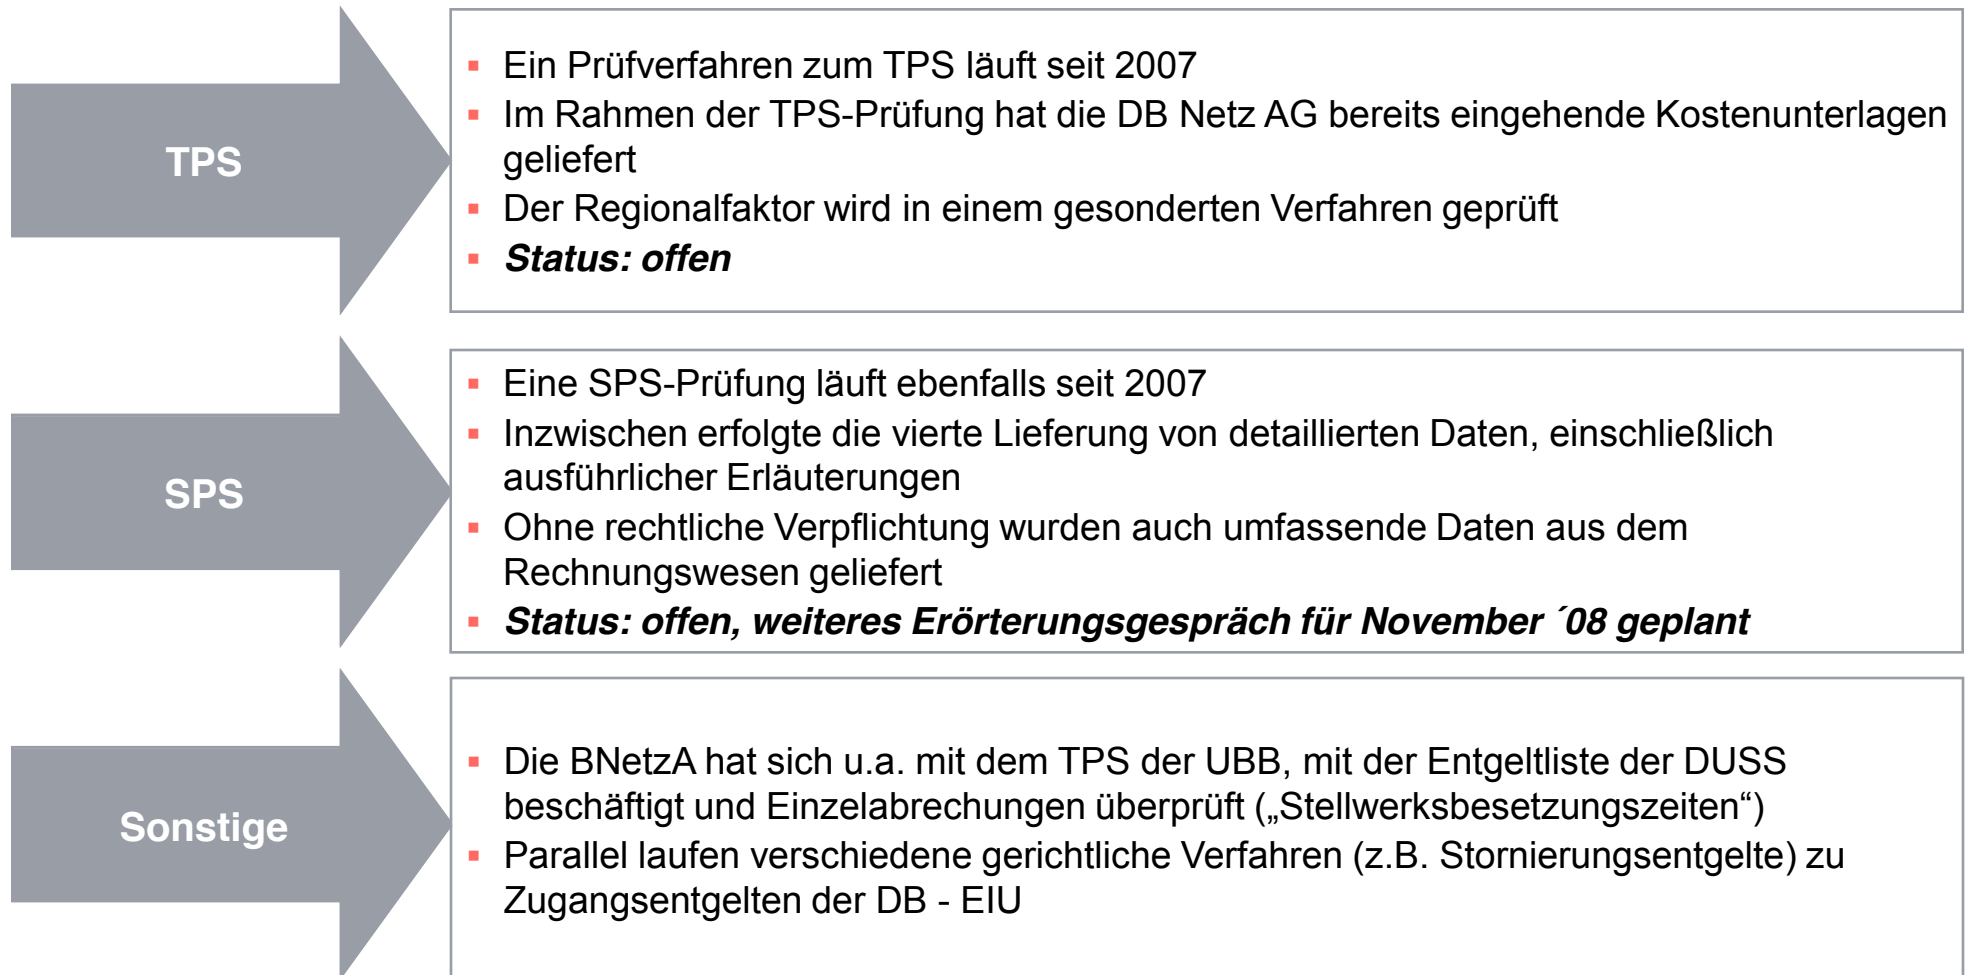 TPS
▪ Ein Prüfverfahren zum TPS läuft seit 2007
▪ Im Rahmen der TPS-Prüfung hat die DB Netz AG bereits eingehende Kostenunterlagen
geliefert
▪ Der Regionalfaktor wird in einem gesonderten Verfahren geprüft
▪ Status: offen
SPS
▪ Eine SPS-Prüfung läuft ebenfalls seit 2007
▪ Inzwischen erfolgte die vierte Lieferung von detaillierten Daten, einschließlich
ausführlicher Erläuterungen
▪ Ohne rechtliche Verpflichtung wurden auch umfassende Daten aus dem
Rechnungswesen geliefert
▪ Status: offen, weiteres Erörterungsgespräch für November ´08 geplant
Sonstige
▪ Die BNetzA hat sich u.a. mit dem TPS der UBB, mit der Entgeltliste der DUSS
beschäftigt und Einzelabrechungen überprüft („Stellwerksbesetzungszeiten“)
▪ Parallel laufen verschiedene gerichtliche Verfahren (z.B. Stornierungsentgelte) zu
Zugangsentgelten der DB - EIU